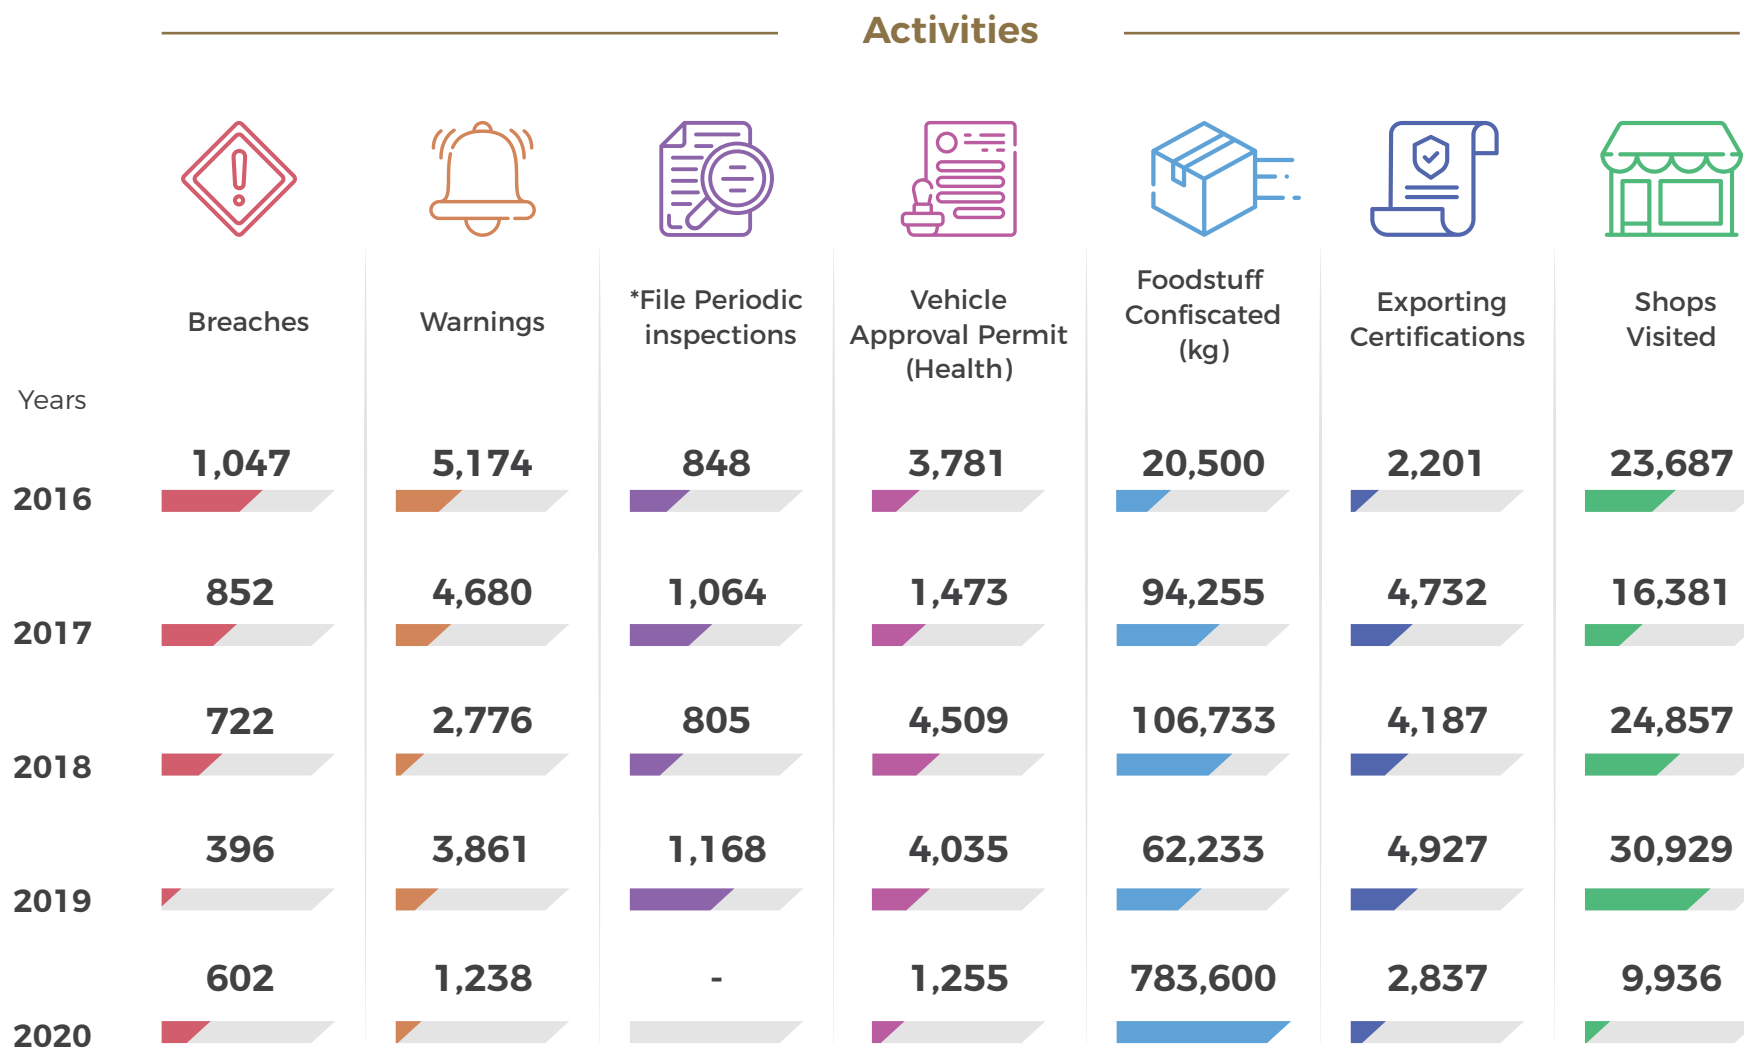 Activities
Breaches
Warnings
*File Periodic
inspections
Vehicle
Approval Permit
(Health)
Foodstuff
Confiscated
(kg)
Exporting
Certifications
Shops
Visited
Years
2016
1,047
5,174
848
3,781
20,500
2,201
23,687
2017
852
4,680
1,064
1,473
94,255
4,732
16,381
2018
722
2,776
805
4,509
106,733
4,187
24,857
2019
396
3,861
1,168
4,035
62,233
4,927
30,929
2020
602
1,238
-
1,255
783,600
2,837
9,936